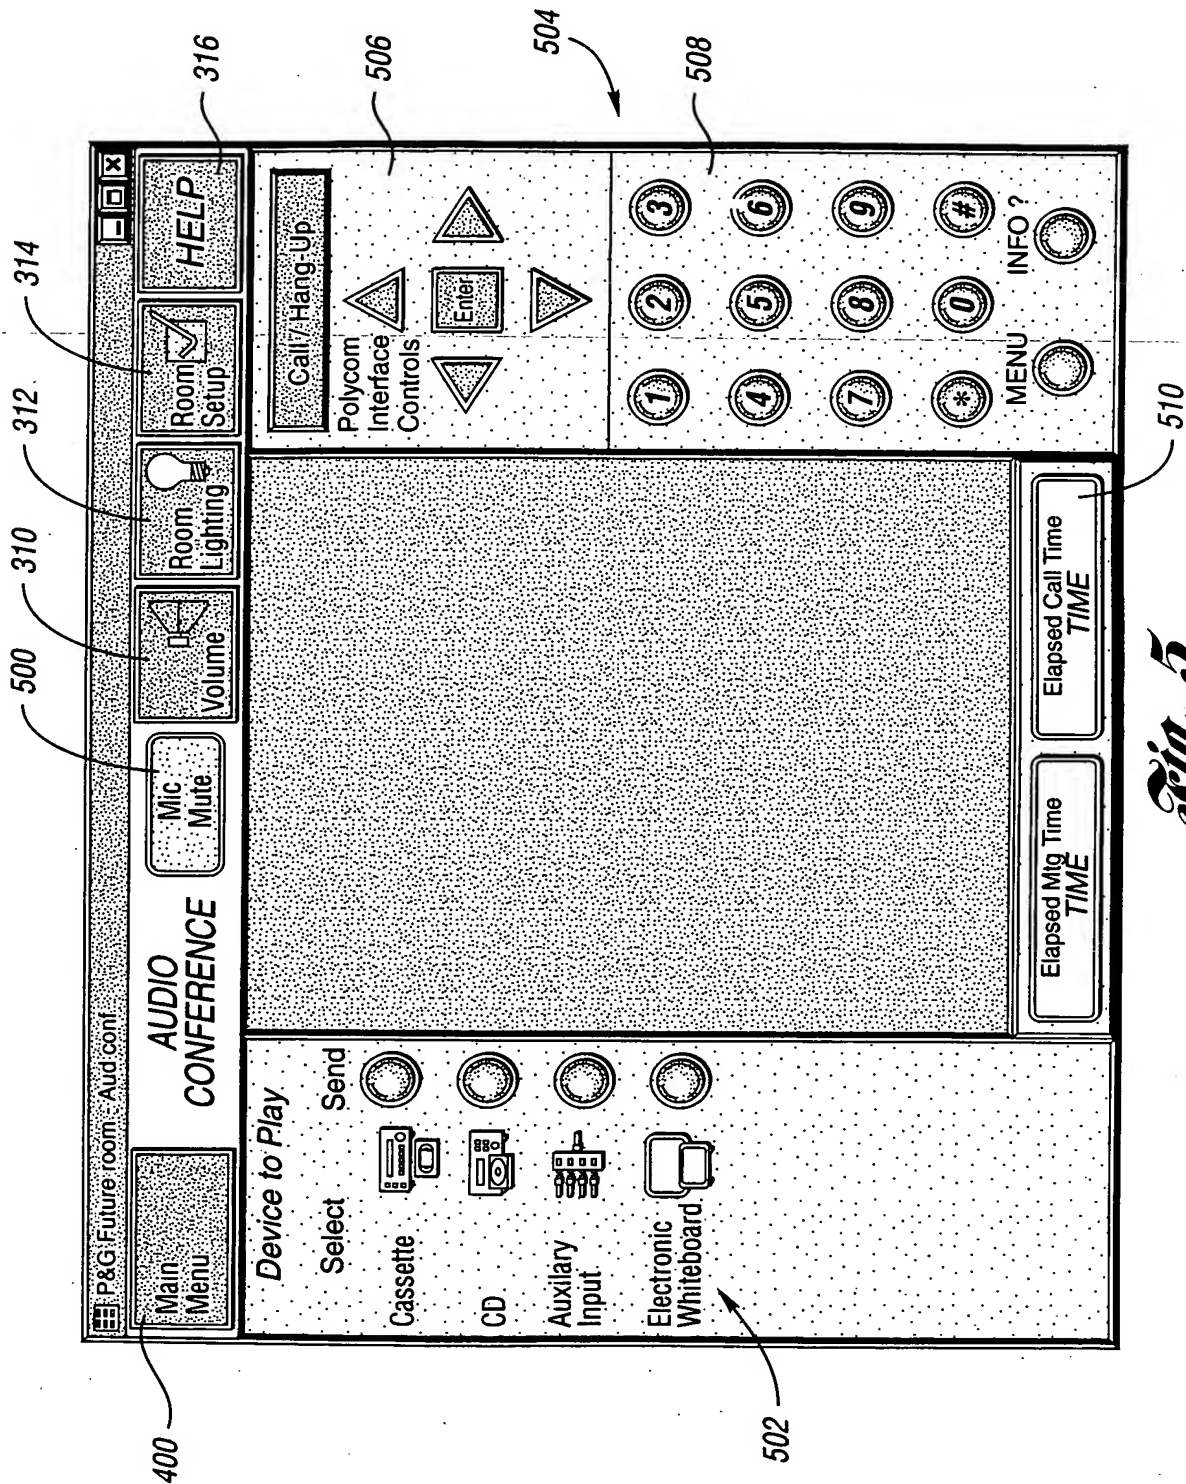 400
500
310
312
314
316
P&G Future room - Aud conf
Main
Menu
AUDIO
CONFERENCE
Mic
Mute
Volume
Room
Lighting
Room
Setup
HELP
Device to Play
Select
Send
Cassette
CD
Auxilary
Input
Electronic
Whiteboard
502
Call / Hang-Up
Polycom
Interface
Controls
Enter
506
504
1
2
3
4
5
6
7
8
9
*
0
#
MENU
INFO ?
508
Elapsed Mtg Time
TIME
Elapsed Call Time
TIME
510
Fig. 5